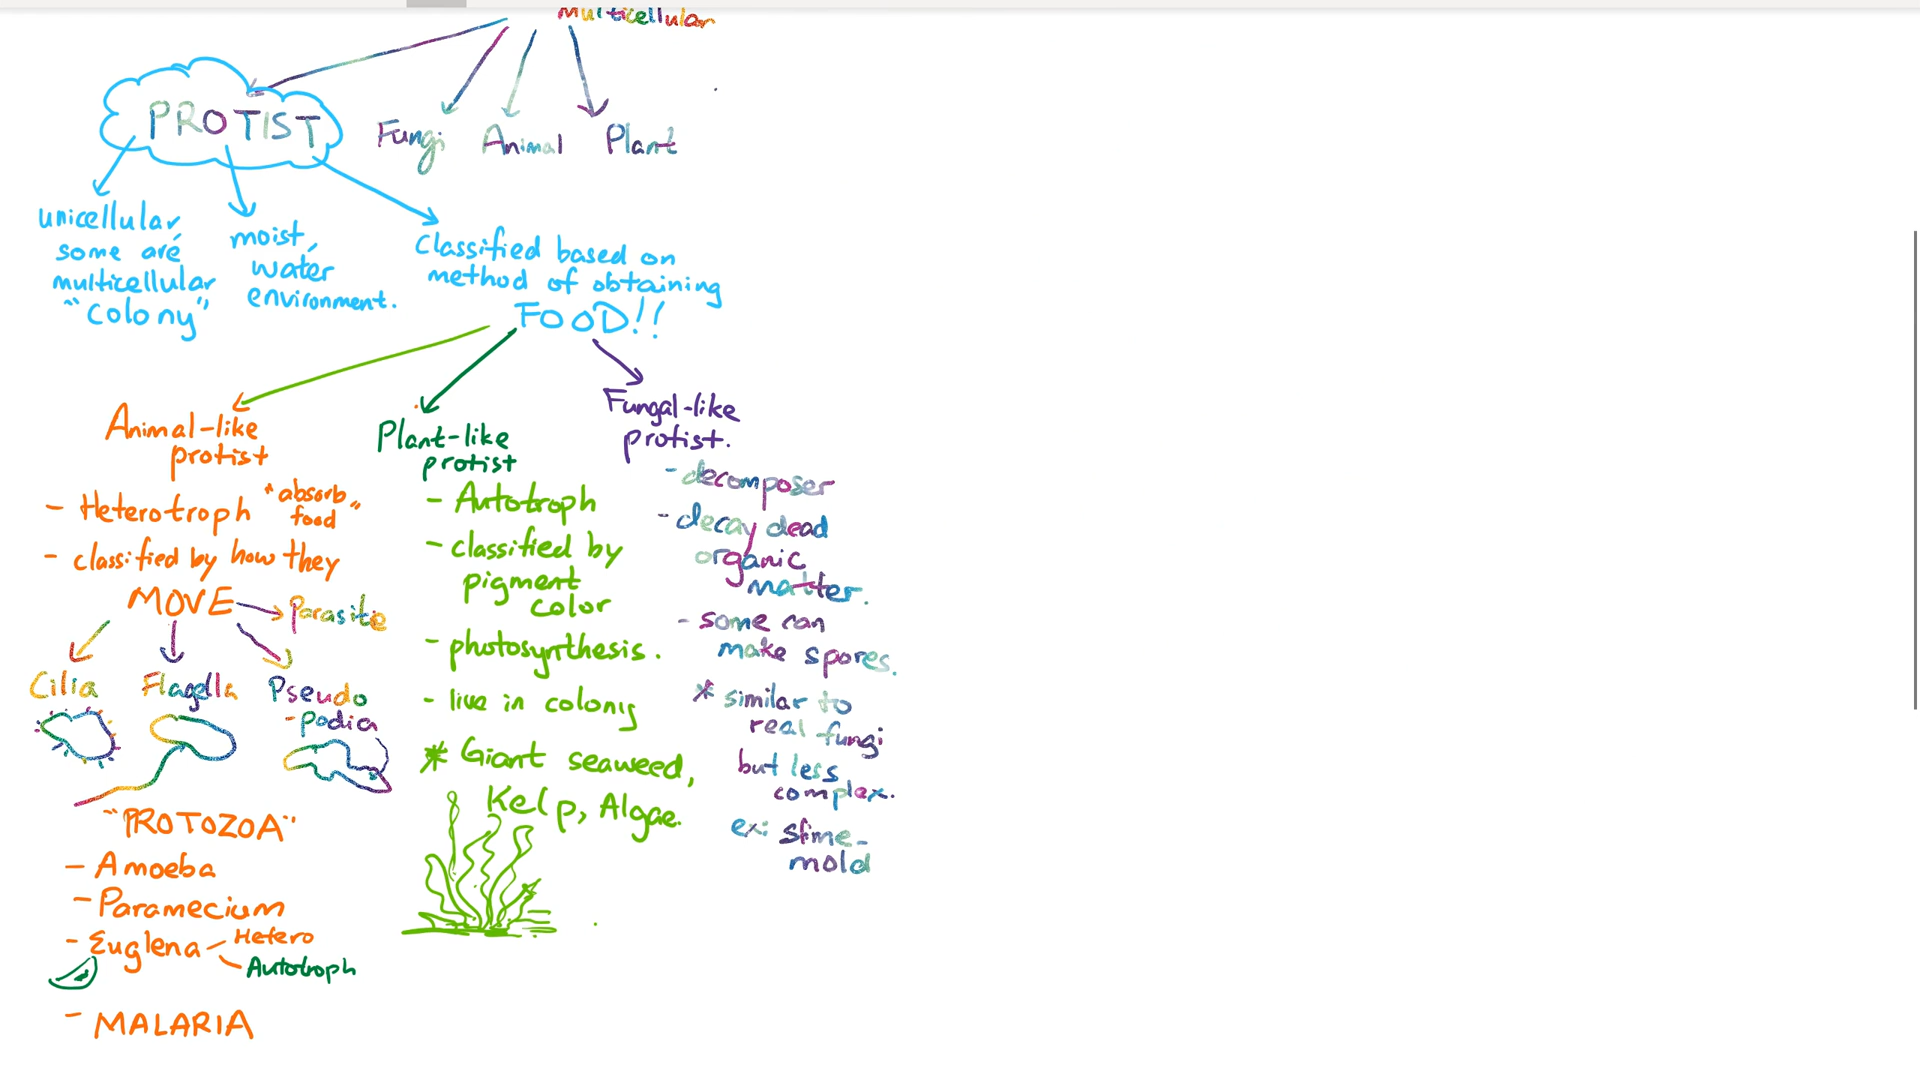 Multicellular
PROTIST
Fungi Animal Plant
unicellular,
some are
multicellular
"colony"
moist,
water
environment.
Classified based on
method of obtaining
FOOD!!
Animal-like
protist
- Heterotroph "absorb
food"
- classified by how they
MOVE
Parasite
Cilia Flagella Pseudo
-podia
"PROTOZOA"
- Amoeba
- Paramecium
- Euglena
Hetero
Autotroph
- MALARIA
Plant-like
protist
- Autotroph
- classified by
pigment
color
- photosynthesis.
- live in colony
* Giant seaweed,
Kelp, Algae.
Fungal-like
protist.
- decomposer
- decay dead
organic
matter.
- some can
make spores.
* similar to
real fungi
but less
complex.
ex: slime-
mold